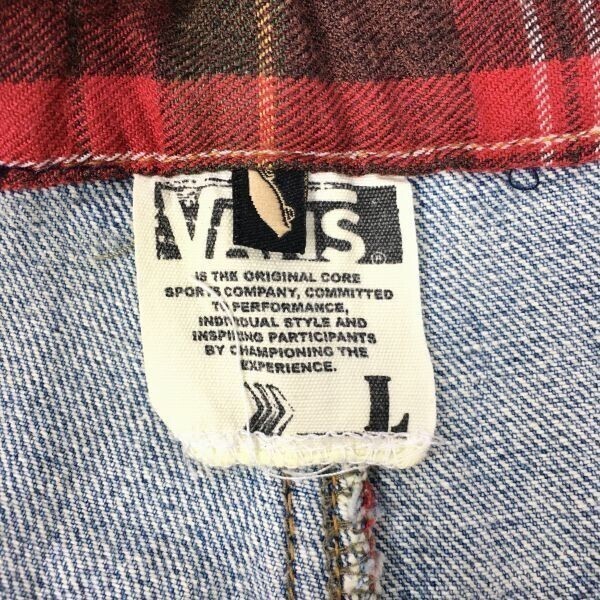 VANS
®
IS THE ORIGINAL CORE
SPORTS COMPANY, COMMITTED
TO PERFORMANCE,
INDIVIDUAL STYLE AND
INSPIRING PARTICIPANTS
BY CHAMPIONING THE
EXPERIENCE.
L